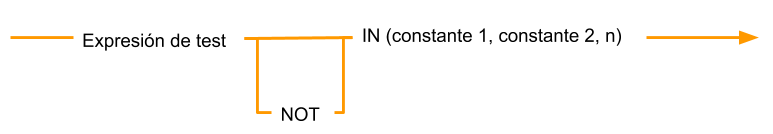 Expresión de test
IN (constante 1, constante 2, n)
NOT